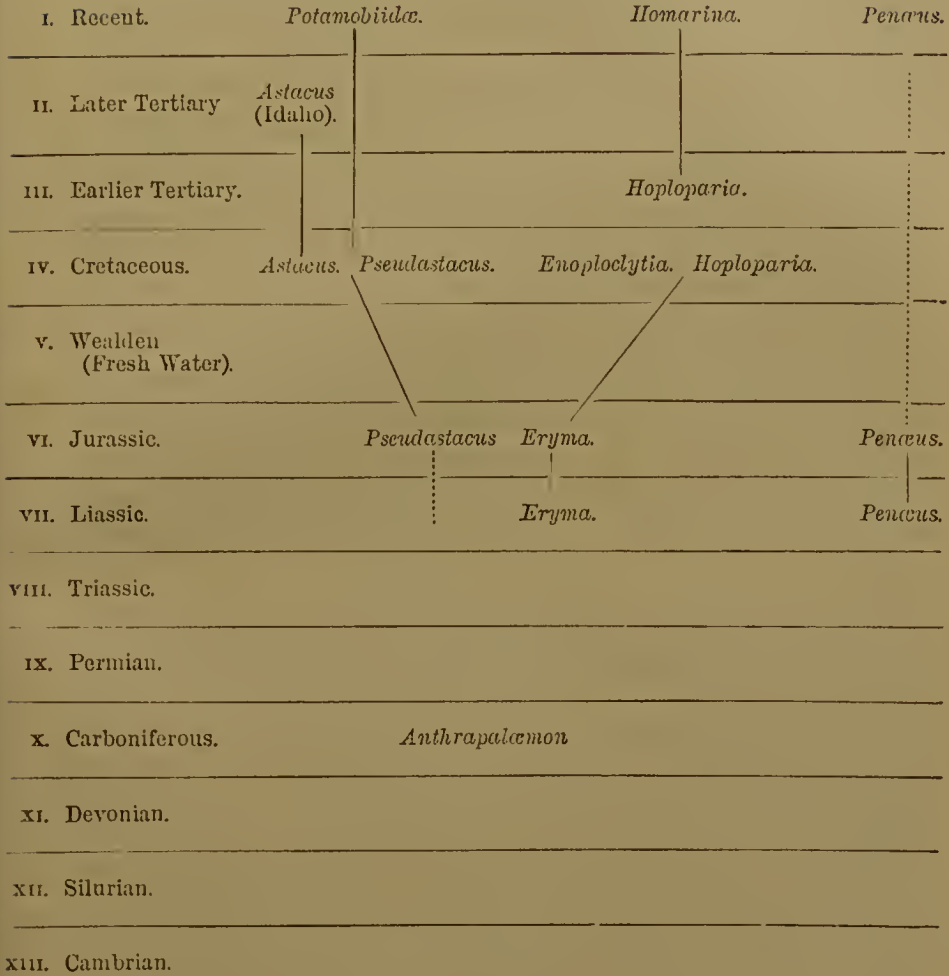 I. Recent. Potamobiidæ. Homarina. Penæus.
II. Later Tertiary Astacus
(Idaho).
III. Earlier Tertiary. Hoploparia.
IV. Cretaceous. Astacus. Pseudastacus. Enoploclytia. Hoploparia.
V. Wealden
(Fresh Water).
VI. Jurassic. Pseudastacus Eryma. Penæus.
VII. Liassic. Eryma. Penæus.
VIII. Triassic.
IX. Permian.
X. Carboniferous. Anthrapalæmon
XI. Devonian.
XII. Silurian.
XIII. Cambrian.